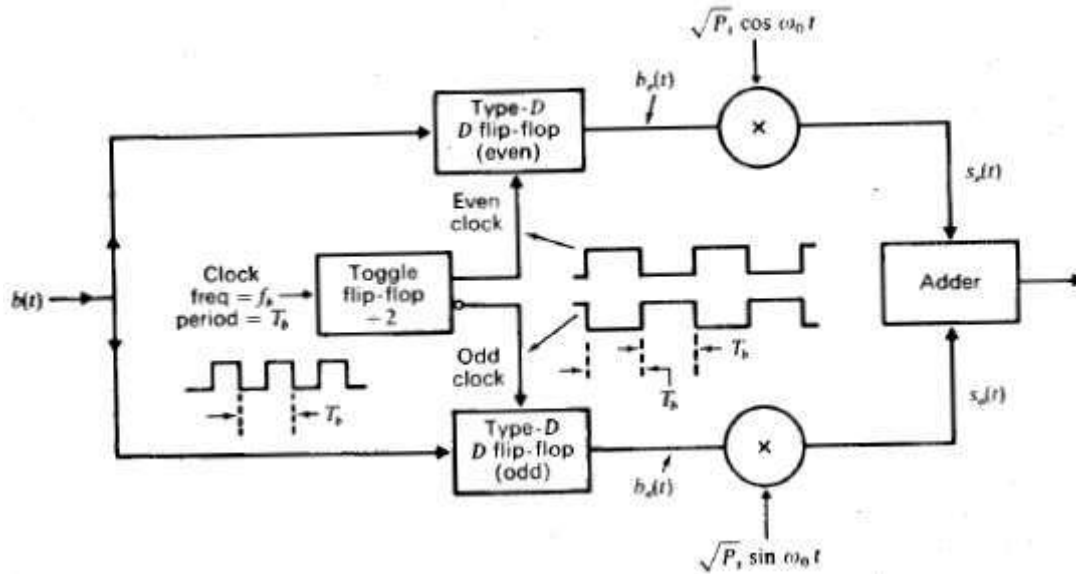 √P_s cos ω₀ t
b_e(t)
Type-D
D flip-flop
(even)
×
s_e(t)
Even
clock
Clock
freq = f_b
period = T_b
Toggle
flip-flop
÷2
Adder
b(t)
T_b
T_b
Odd
clock
T_b
Type-D
D flip-flop
(odd)
×
s_o(t)
b_o(t)
√P_s sin ω₀ t